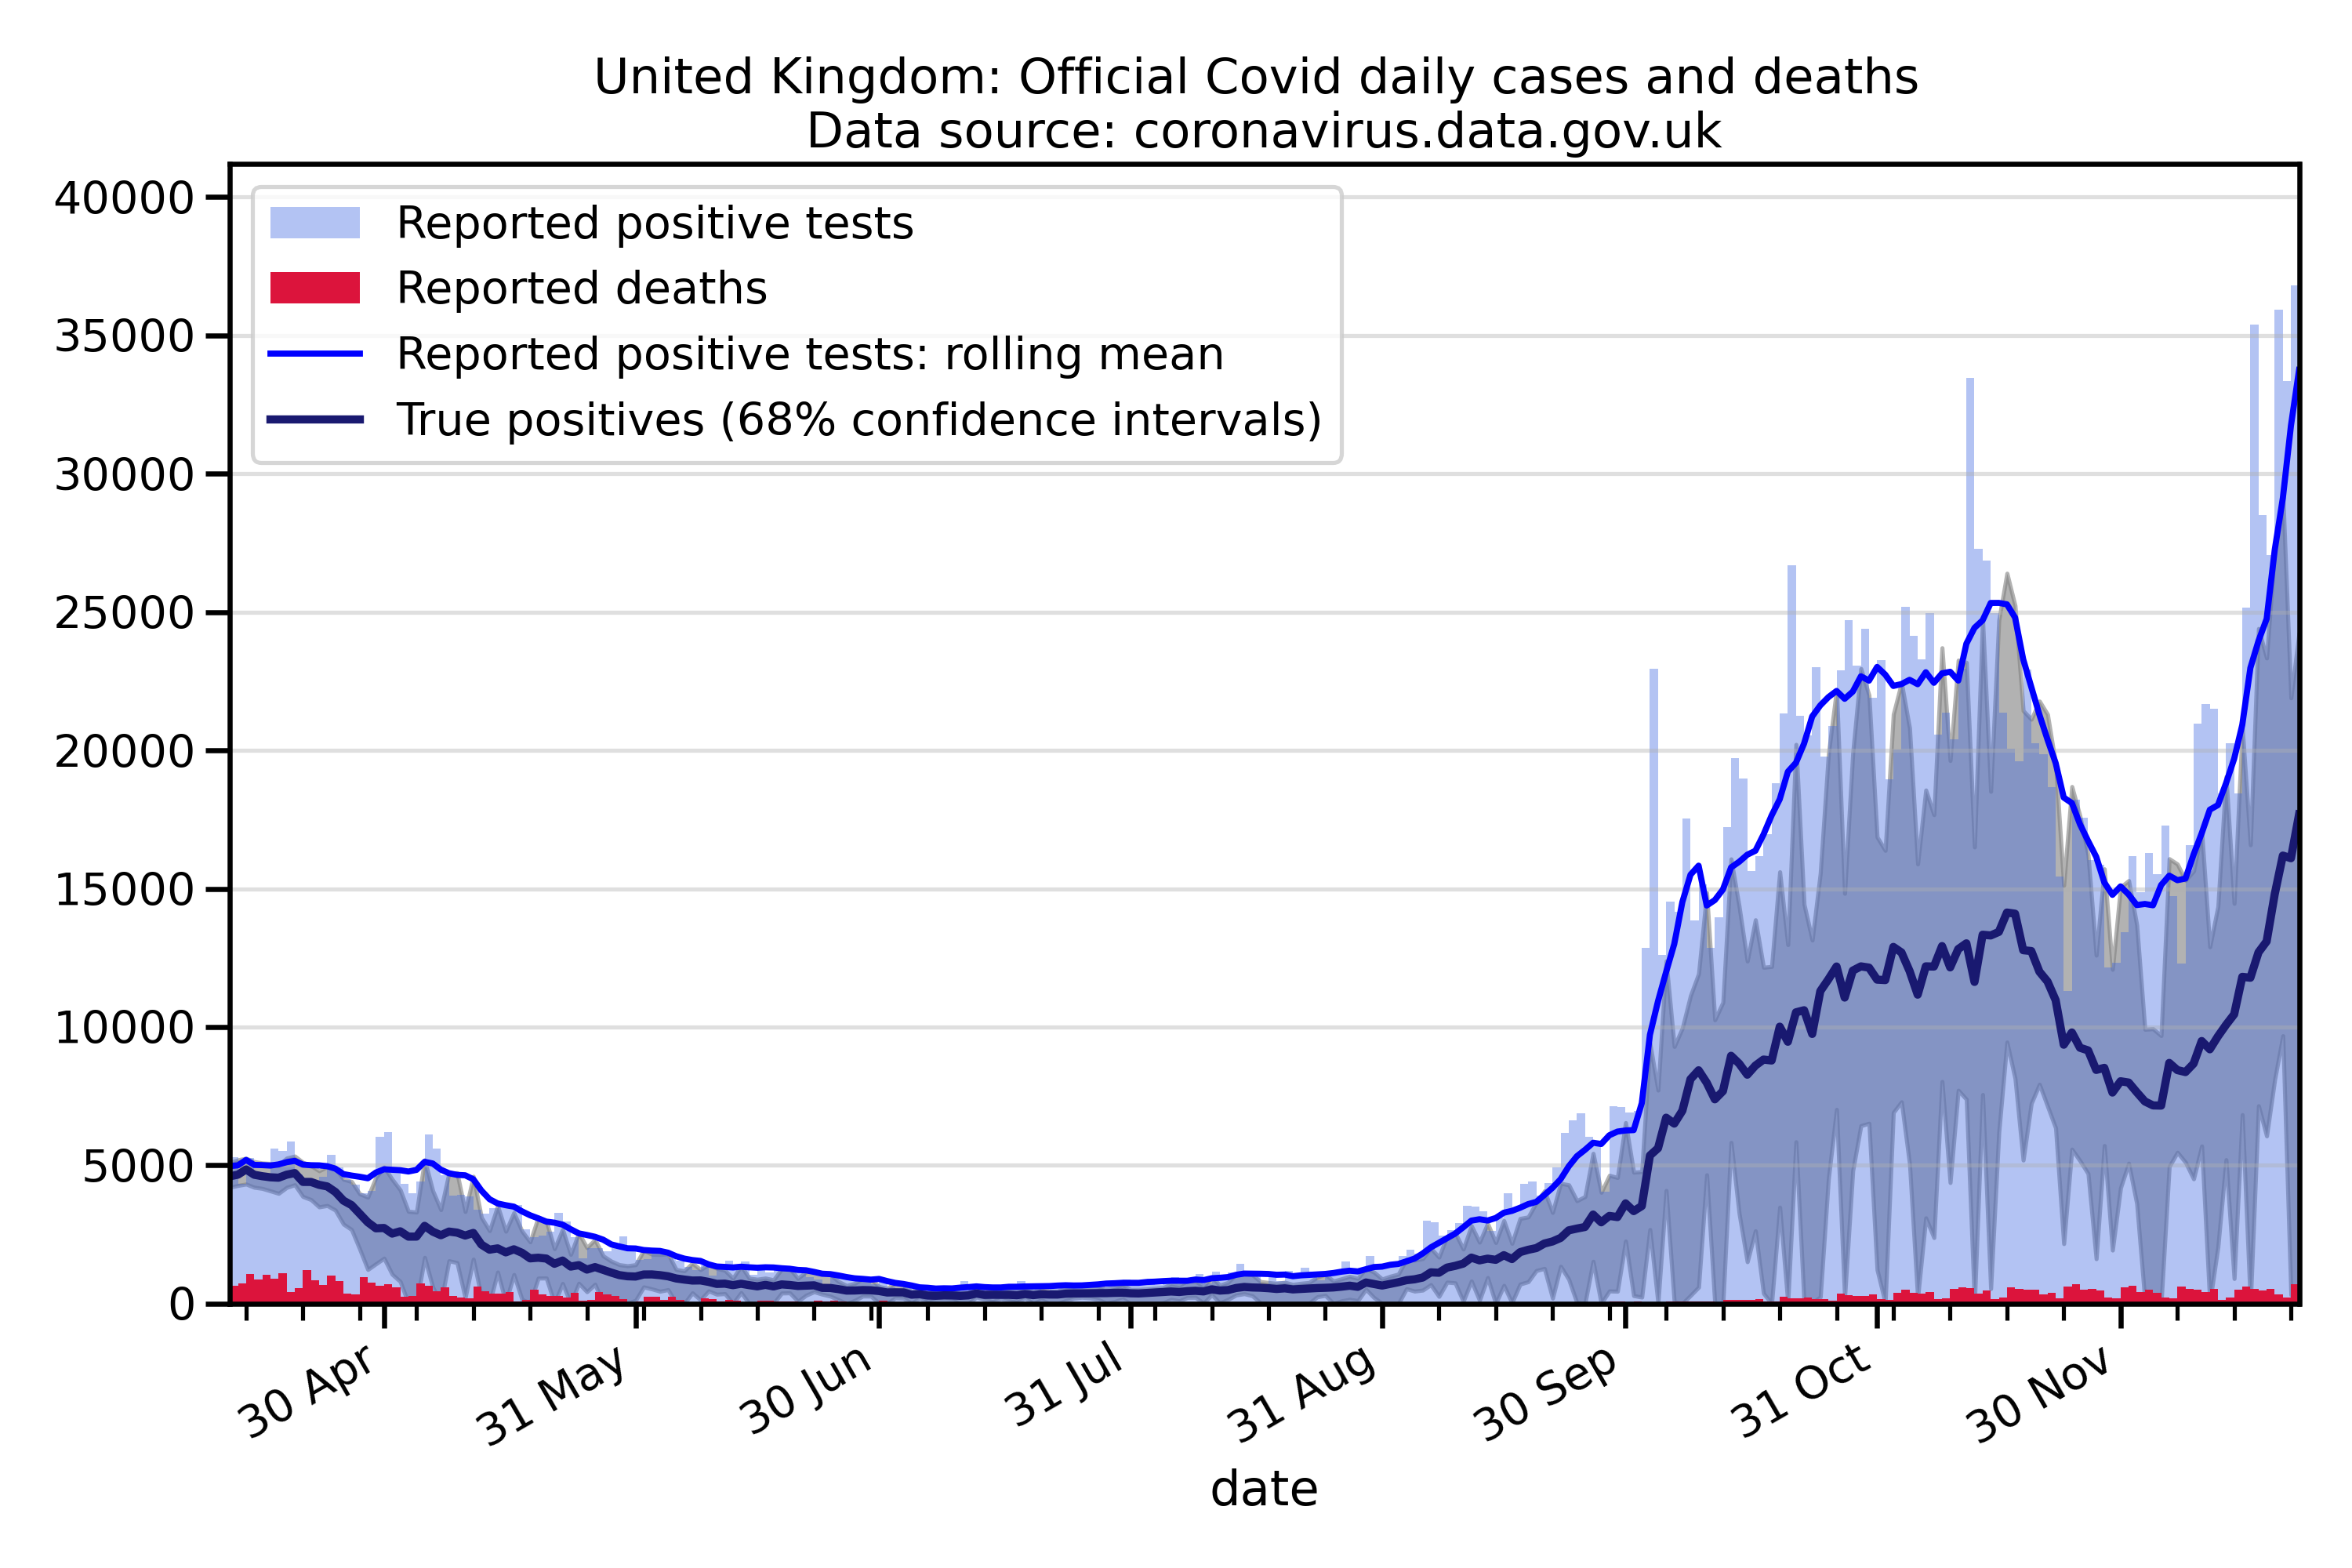 United Kingdom: Official Covid daily cases and deaths
Data source: coronavirus.data.gov.uk
40000
35000
30000
25000
20000
15000
10000
5000
0
Reported positive tests
Reported deaths
Reported positive tests: rolling mean
True positives (68% confidence intervals)
30 Apr
31 May
30 Jun
31 Jul
31 Aug
30 Sep
31 Oct
30 Nov
date